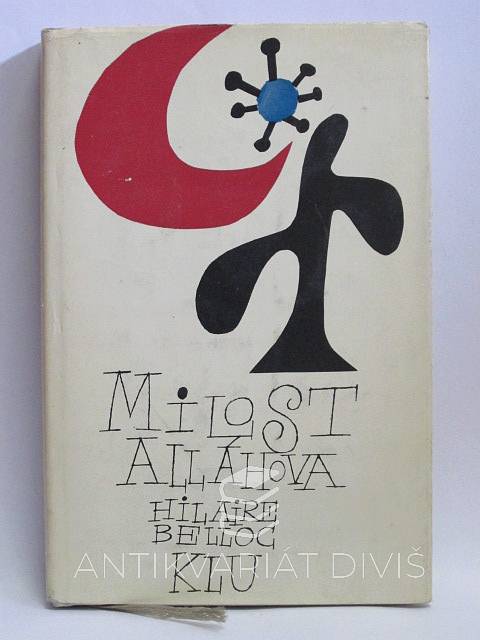 MiLOST
ALLÁHOVA
HiLAiRE
BELLOC
ANTIKVARIÁT DIVIŠ
KLU